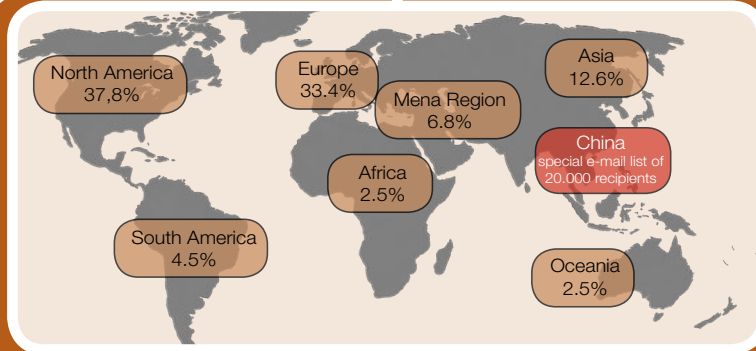 North America
37,8%
Europe
33.4%
Mena Region
6.8%
Asia
12.6%
China
special e-mail list of
20.000 recipients
Africa
2.5%
South America
4.5%
Oceania
2.5%